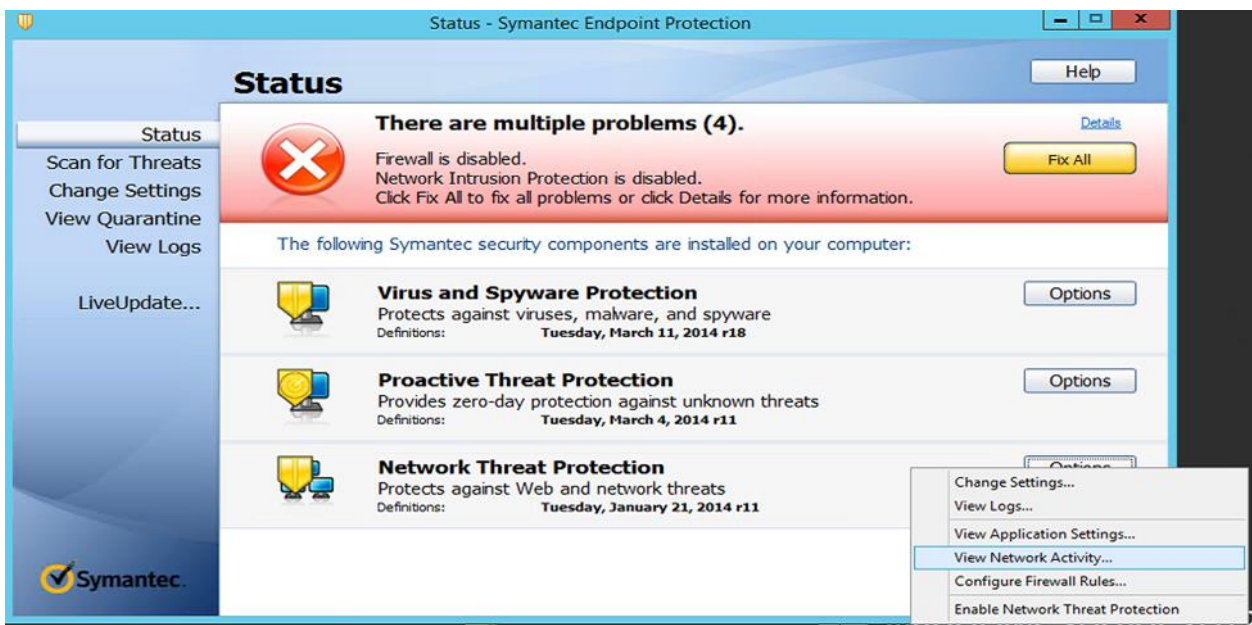 Status - Symantec Endpoint Protection
Status
Help
Status
Scan for Threats
Change Settings
View Quarantine
View Logs
LiveUpdate...
There are multiple problems (4).
Details
Firewall is disabled.
Fix All
Network Intrusion Protection is disabled.
Click Fix All to fix all problems or click Details for more information.
The following Symantec security components are installed on your computer:
Virus and Spyware Protection
Options
Protects against viruses, malware, and spyware
Definitions: Tuesday, March 11, 2014 r18
Proactive Threat Protection
Options
Provides zero-day protection against unknown threats
Definitions: Tuesday, March 4, 2014 r11
Network Threat Protection
Options
Protects against Web and network threats
Definitions: Tuesday, January 21, 2014 r11
Change Settings...
View Logs...
View Application Settings...
View Network Activity...
Configure Firewall Rules...
Enable Network Threat Protection
Symantec.